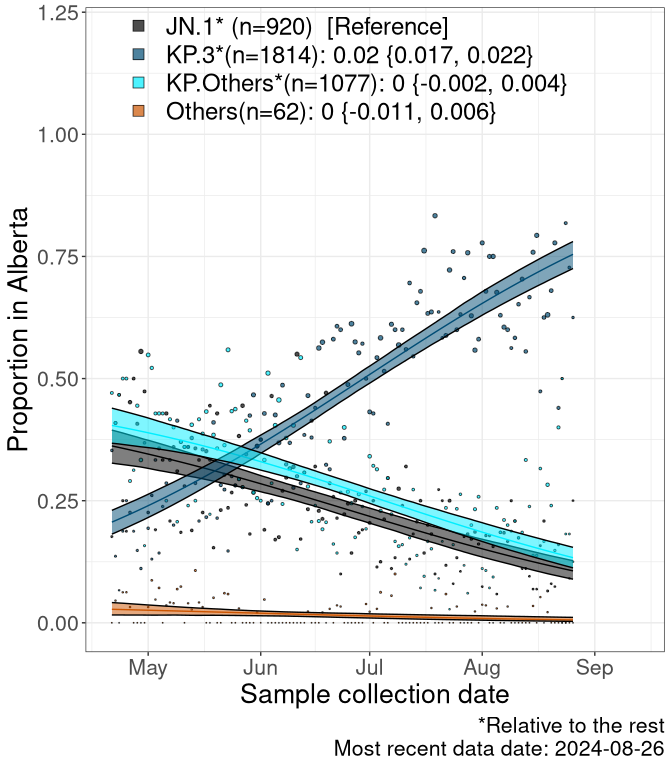 JN.1* (n=920)  [Reference]
KP.3*(n=1814): 0.02 {0.017, 0.022}
KP.Others*(n=1077): 0 {-0.002, 0.004}
Others(n=62): 0 {-0.011, 0.006}
1.25
1.00
0.75
0.50
0.25
0.00
Proportion in Alberta
May Jun Jul Aug Sep
Sample collection date
*Relative to the rest
Most recent data date: 2024-08-26